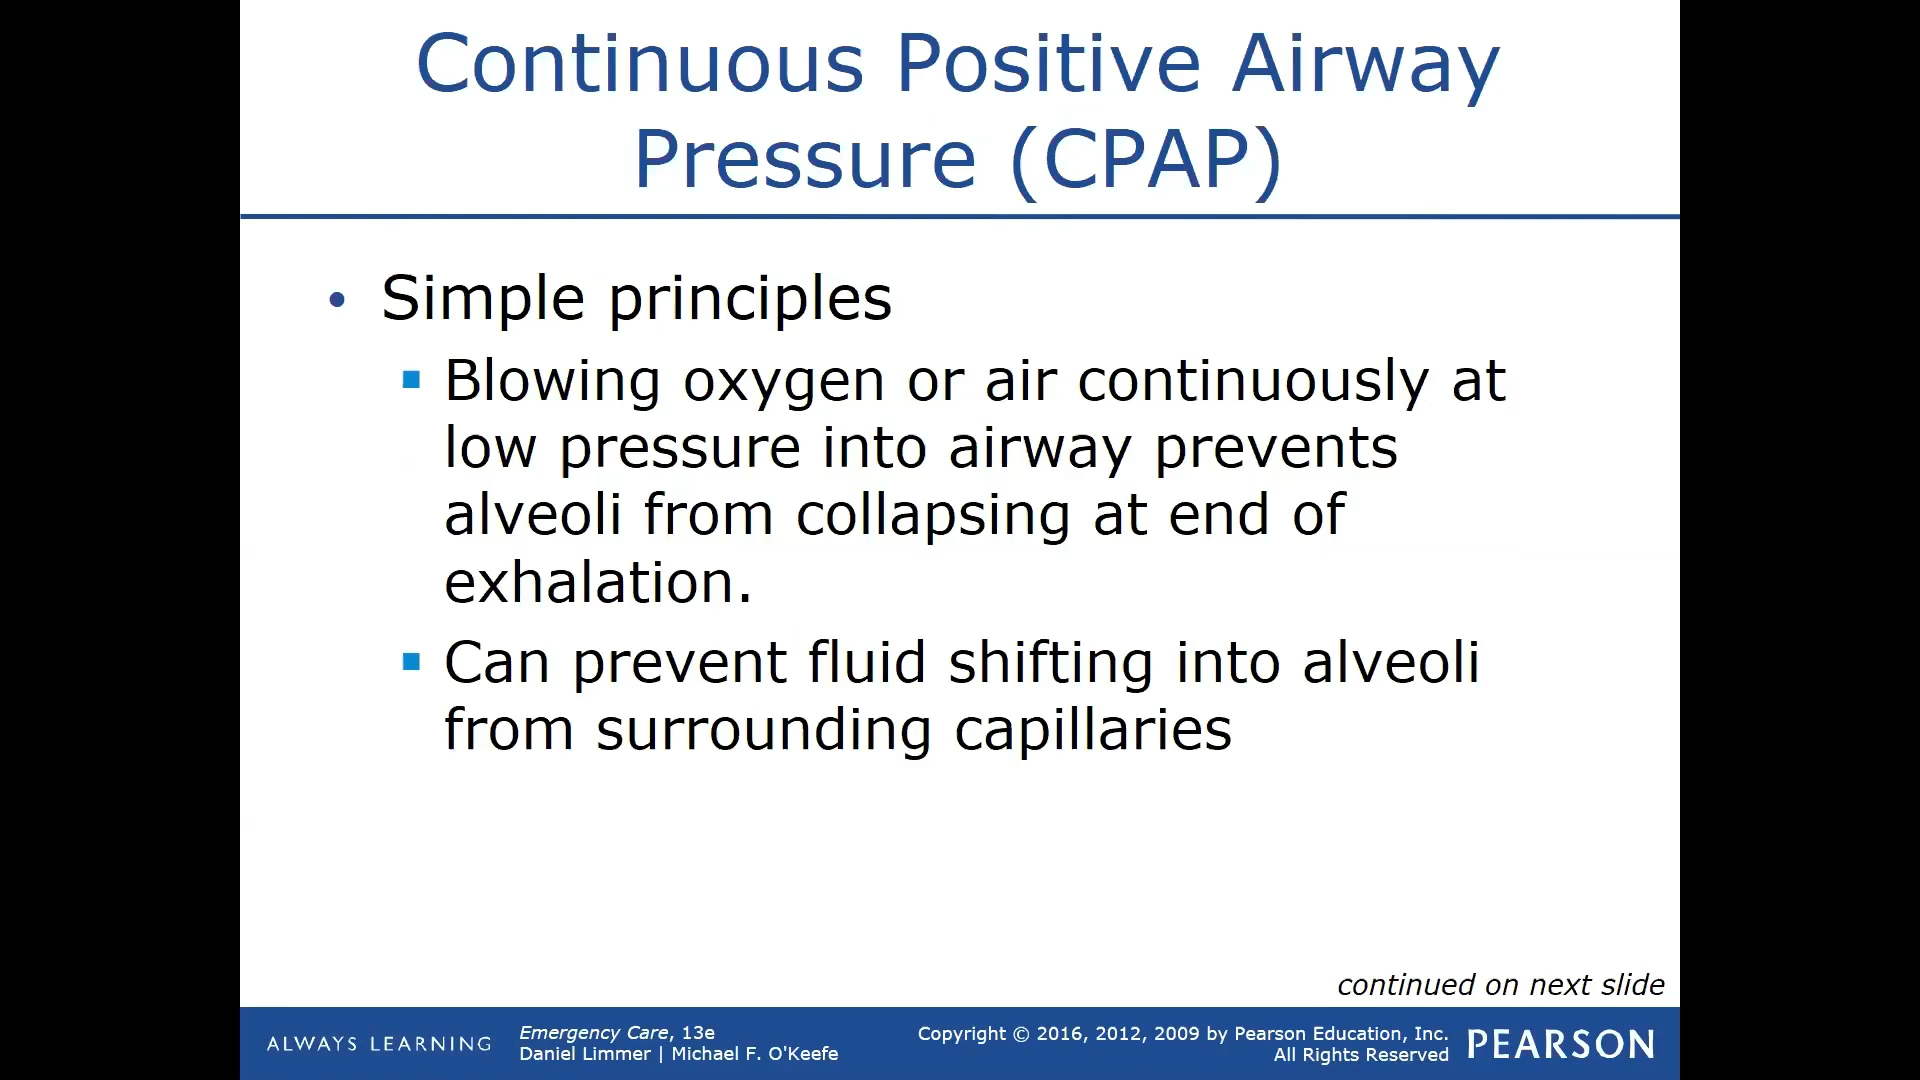 Continuous Positive Airway
Pressure (CPAP)
• Simple principles
▪ Blowing oxygen or air continuously at
low pressure into airway prevents
alveoli from collapsing at end of
exhalation.
▪ Can prevent fluid shifting into alveoli
from surrounding capillaries
continued on next slide
ALWAYS LEARNING
Emergency Care, 13e
Daniel Limmer | Michael F. O'Keefe
Copyright © 2016, 2012, 2009 by Pearson Education, Inc.
All Rights Reserved
PEARSON